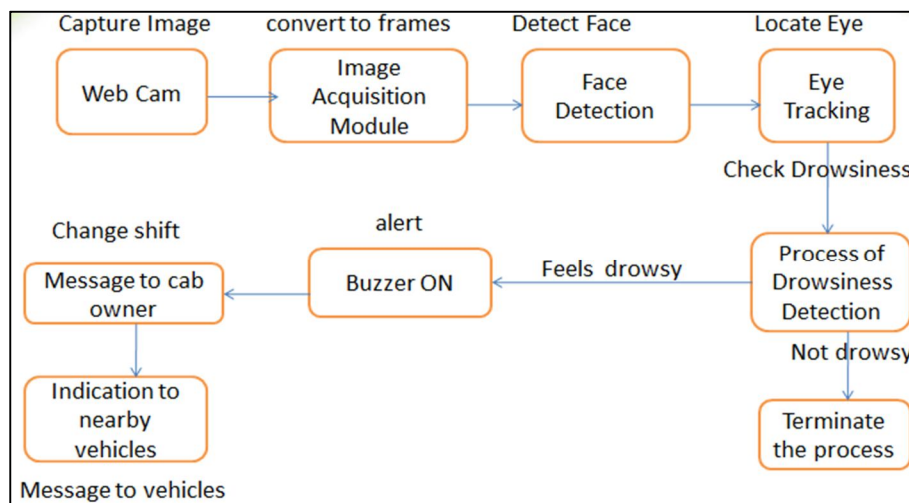 Capture Image
convert to frames
Detect Face
Locate Eye
Web Cam
Image
Acquisition
Module
Face
Detection
Eye
Tracking
Check Drowsiness
Change shift
alert
Message to cab
owner
Buzzer ON
Feels drowsy
Process of
Drowsiness
Detection
Not drowsy
Indication to
nearby
vehicles
Terminate
the process
Message to vehicles